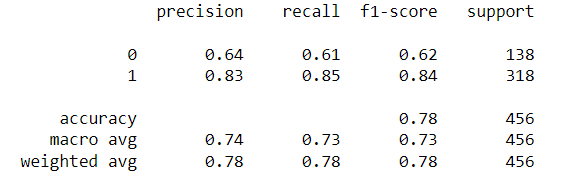 precision recall f1-score support
0 0.64 0.61 0.62 138
1 0.83 0.85 0.84 318
accuracy 0.78 456
macro avg 0.74 0.73 0.73 456
weighted avg 0.78 0.78 0.78 456